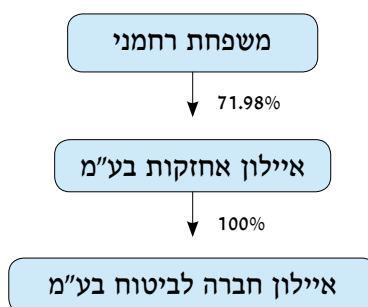 משפחת רחמני
71.98%
איילון אחזקות בע״מ
100%
איילון חברה לביטוח בע״מ